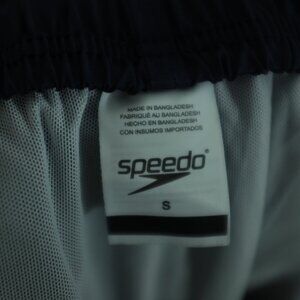 MADE IN BANGLADESH
FABRIQUÉ AU BANGLADESH
HECHO EN BANGLADESH
CON INSUMOS IMPORTADOS
speedo
S